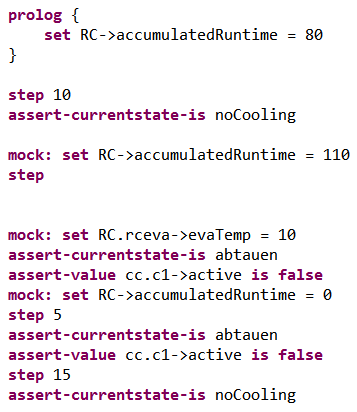 prolog {
    set RC->accumulatedRuntime = 80
}
step 10
assert-currentstate-is noCooling
mock: set RC->accumulatedRuntime = 110
step
mock: set RC.rceva->evaTemp = 10
assert-currentstate-is abtauen
assert-value cc.c1->active is false
mock: set RC->accumulatedRuntime = 0
step 5
assert-currentstate-is abtauen
assert-value cc.c1->active is false
step 15
assert-currentstate-is noCooling